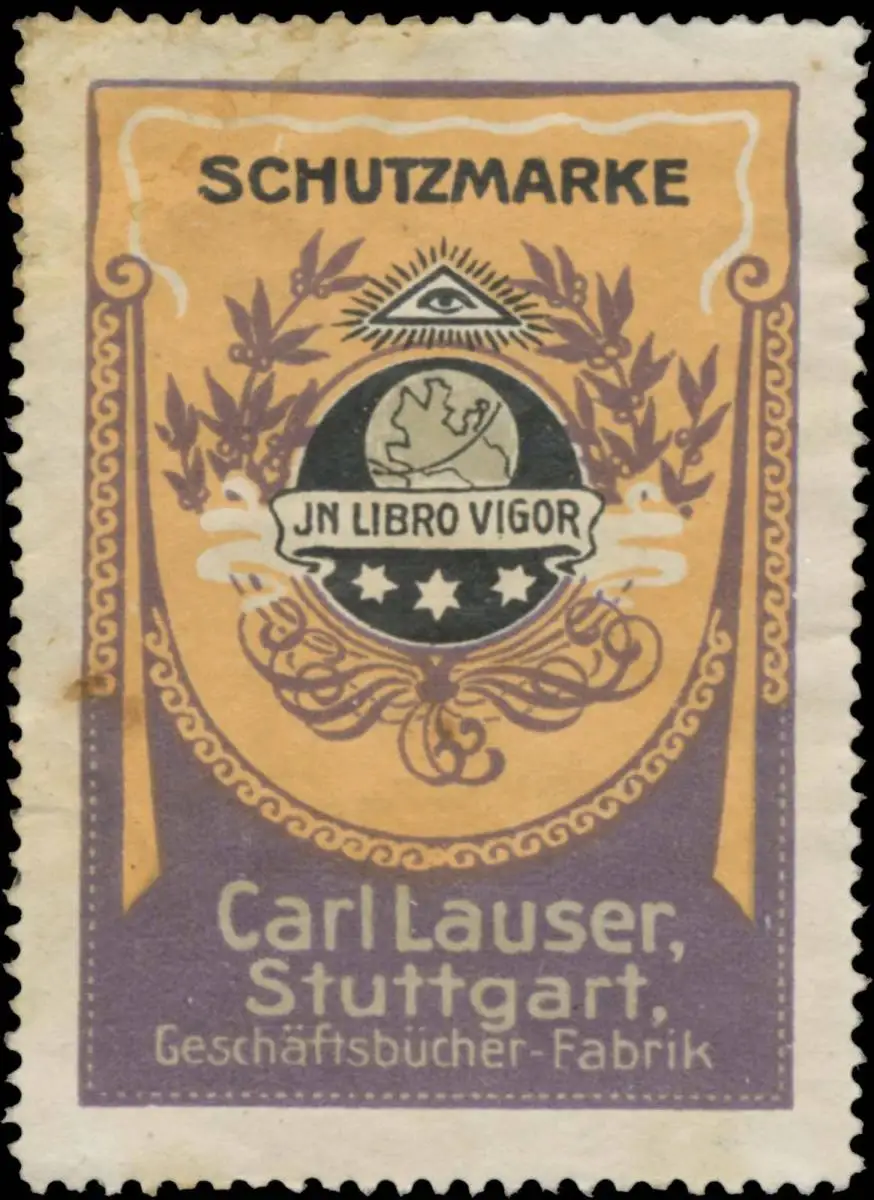 SCHUTZMARKE
JN LIBRO VIGOR
Carl Lauser,
Stuttgart,
Geschäftsbücher-Fabrik